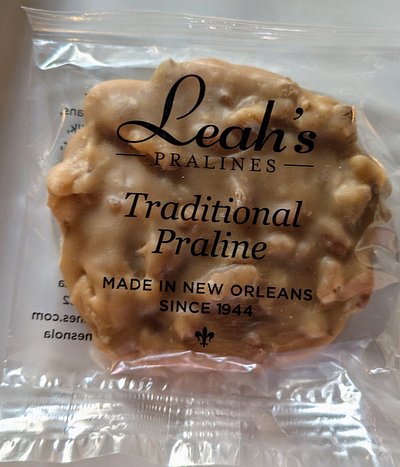 Leah's
PRALINES
Traditional
Praline
MADE IN NEW ORLEANS
SINCE 1944